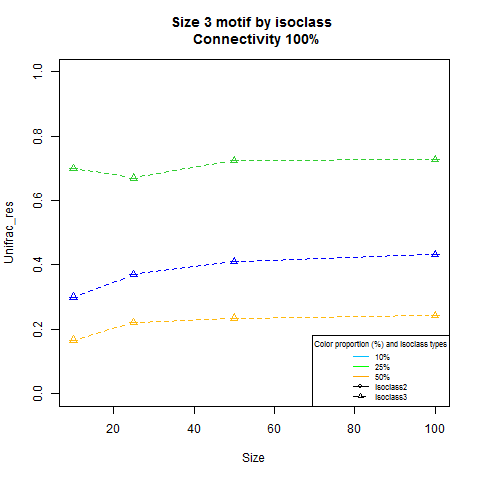 Size 3 motif by isoclass
Connectivity 100%
Unifrac_res
0.0
0.2
0.4
0.6
0.8
1.0
20
40
60
80
100
Size
Color proportion (%) and isoclass types
10%
25%
50%
Isoclass2
Isoclass3